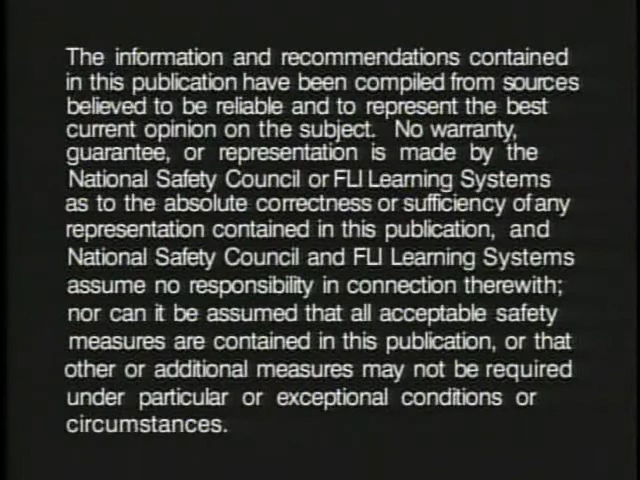 The information and recommendations contained
in this publication have been compiled from sources
believed to be reliable and to represent the best
current opinion on the subject. No warranty,
guarantee, or representation is made by the
National Safety Council or FLI Learning Systems
as to the absolute correctness or sufficiency of any
representation contained in this publication, and
National Safety Council and FLI Learning Systems
assume no responsibility in connection therewith;
nor can it be assumed that all acceptable safety
measures are contained in this publication, or that
other or additional measures may not be required
under particular or exceptional conditions or
circumstances.